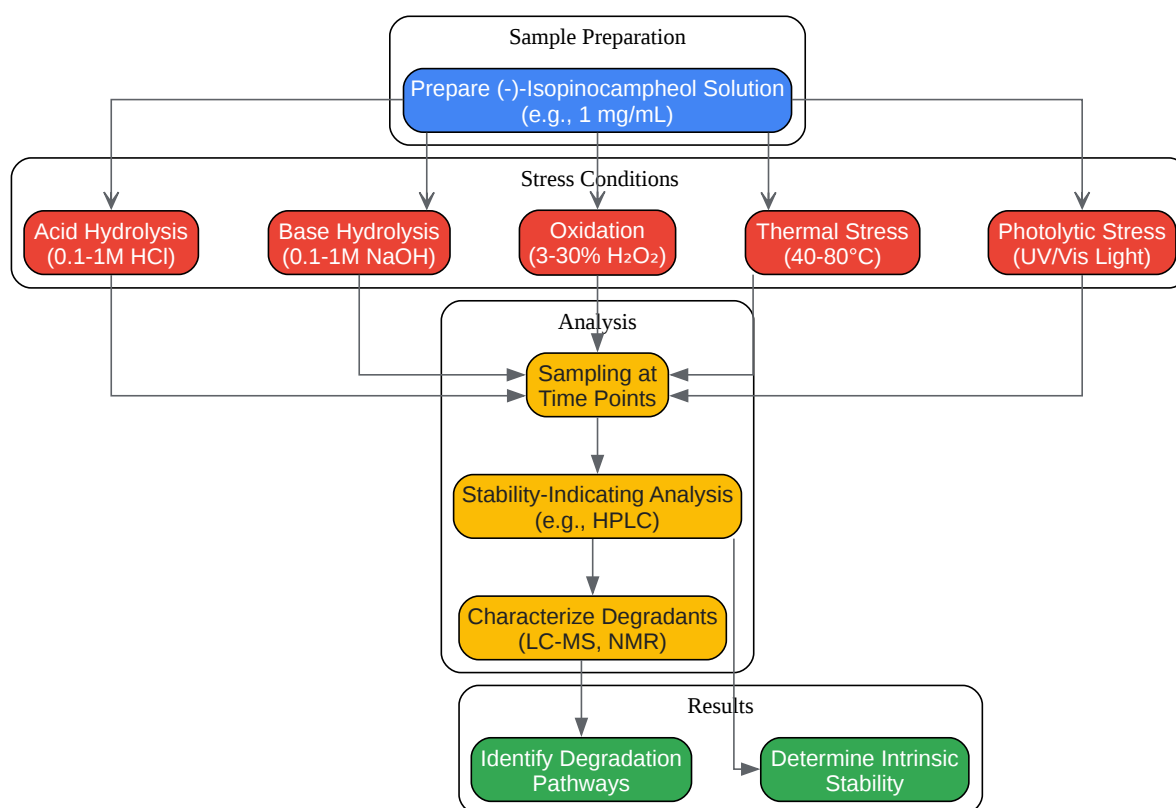 Sample Preparation
Prepare (-)-Isopinocampheol Solution
(e.g., 1 mg/mL)
Stress Conditions
Acid Hydrolysis
(0.1-1M HCl)
Base Hydrolysis
(0.1-1M NaOH)
Oxidation
(3-30% H₂O₂)
Thermal Stress
(40-80°C)
Photolytic Stress
(UV/Vis Light)
Analysis
Sampling at
Time Points
Stability-Indicating Analysis
(e.g., HPLC)
Characterize Degradants
(LC-MS, NMR)
Results
Identify Degradation
Pathways
Determine Intrinsic
Stability